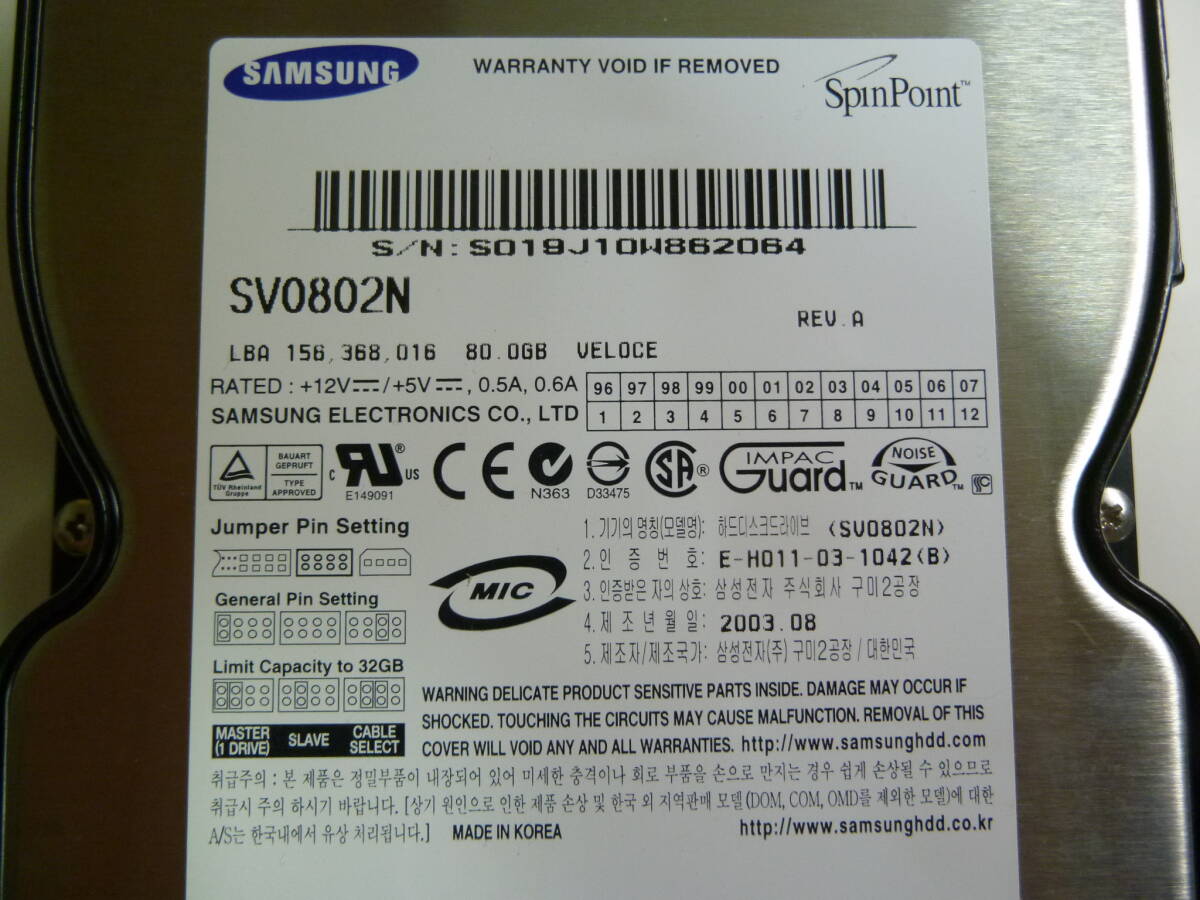 SAMSUNG
WARRANTY VOID IF REMOVED
SpinPoint™
S/N: S019J10W862064
SV0802N
REV. A
LBA 156,368,016 80.0GB VELOCE
RATED : +12V⎓/+5V⎓, 0.5A, 0.6A
SAMSUNG ELECTRONICS CO., LTD
96 97 98 99 00 01 02 03 04 05 06 07
1 2 3 4 5 6 7 8 9 10 11 12
TÜV Rheinland Gruppe
BAUART GEPRUFT
TYPE APPROVED
c RU® US
E149091
CE
N363
D33475
SA®
IMPAC Guard™
NOISE GUARD™
Jumper Pin Setting
General Pin Setting
Limit Capacity to 32GB
MASTER (1 DRIVE) SLAVE CABLE SELECT
MIC
1. 기기의 명칭(모델명): 하드디스크드라이브 (SV0802N)
2. 인 증 번 호: E-H011-03-1042(B)
3. 인증받은 자의 상호: 삼성전자 주식회사 구미2공장
4. 제 조 년 월 일: 2003.08
5. 제조자/제조국가: 삼성전자(주) 구미2공장 / 대한민국
WARNING DELICATE PRODUCT SENSITIVE PARTS INSIDE. DAMAGE MAY OCCUR IF
SHOCKED. TOUCHING THE CIRCUITS MAY CAUSE MALFUNCTION. REMOVAL OF THIS
COVER WILL VOID ANY AND ALL WARRANTIES. http://www.samsunghdd.com
취급주의 : 본 제품은 정밀부품이 내장되어 있어 미세한 충격이나 회로 부품을 손으로 만지는 경우 쉽게 손상될 수 있으므로
취급시 주의 하시기 바랍니다. [상기 원인으로 인한 제품 손상 및 한국 외 지역판매 모델(DOM, COM, OMD를 제외한 모델)에 대한
A/S는 한국내에서 유상 처리됩니다.] MADE IN KOREA
http://www.samsunghdd.co.kr